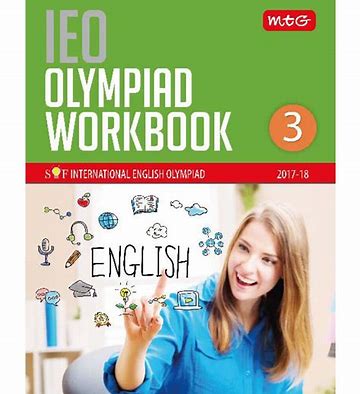 IEO
mtG
OLYMPIAD
WORKBOOK
3
SOF INTERNATIONAL ENGLISH OLYMPIAD
2017-18
ENGLISH